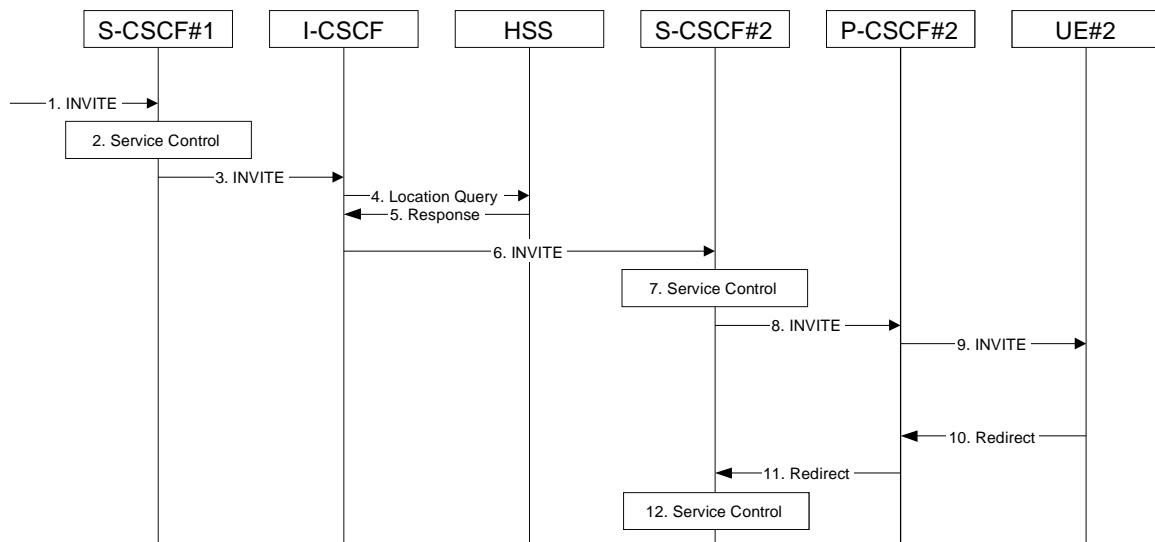 S-CSCF#1
I-CSCF
HSS
S-CSCF#2
P-CSCF#2
UE#2
1. INVITE
2. Service Control
3. INVITE
4. Location Query
5. Response
6. INVITE
7. Service Control
8. INVITE
9. INVITE
10. Redirect
11. Redirect
12. Service Control